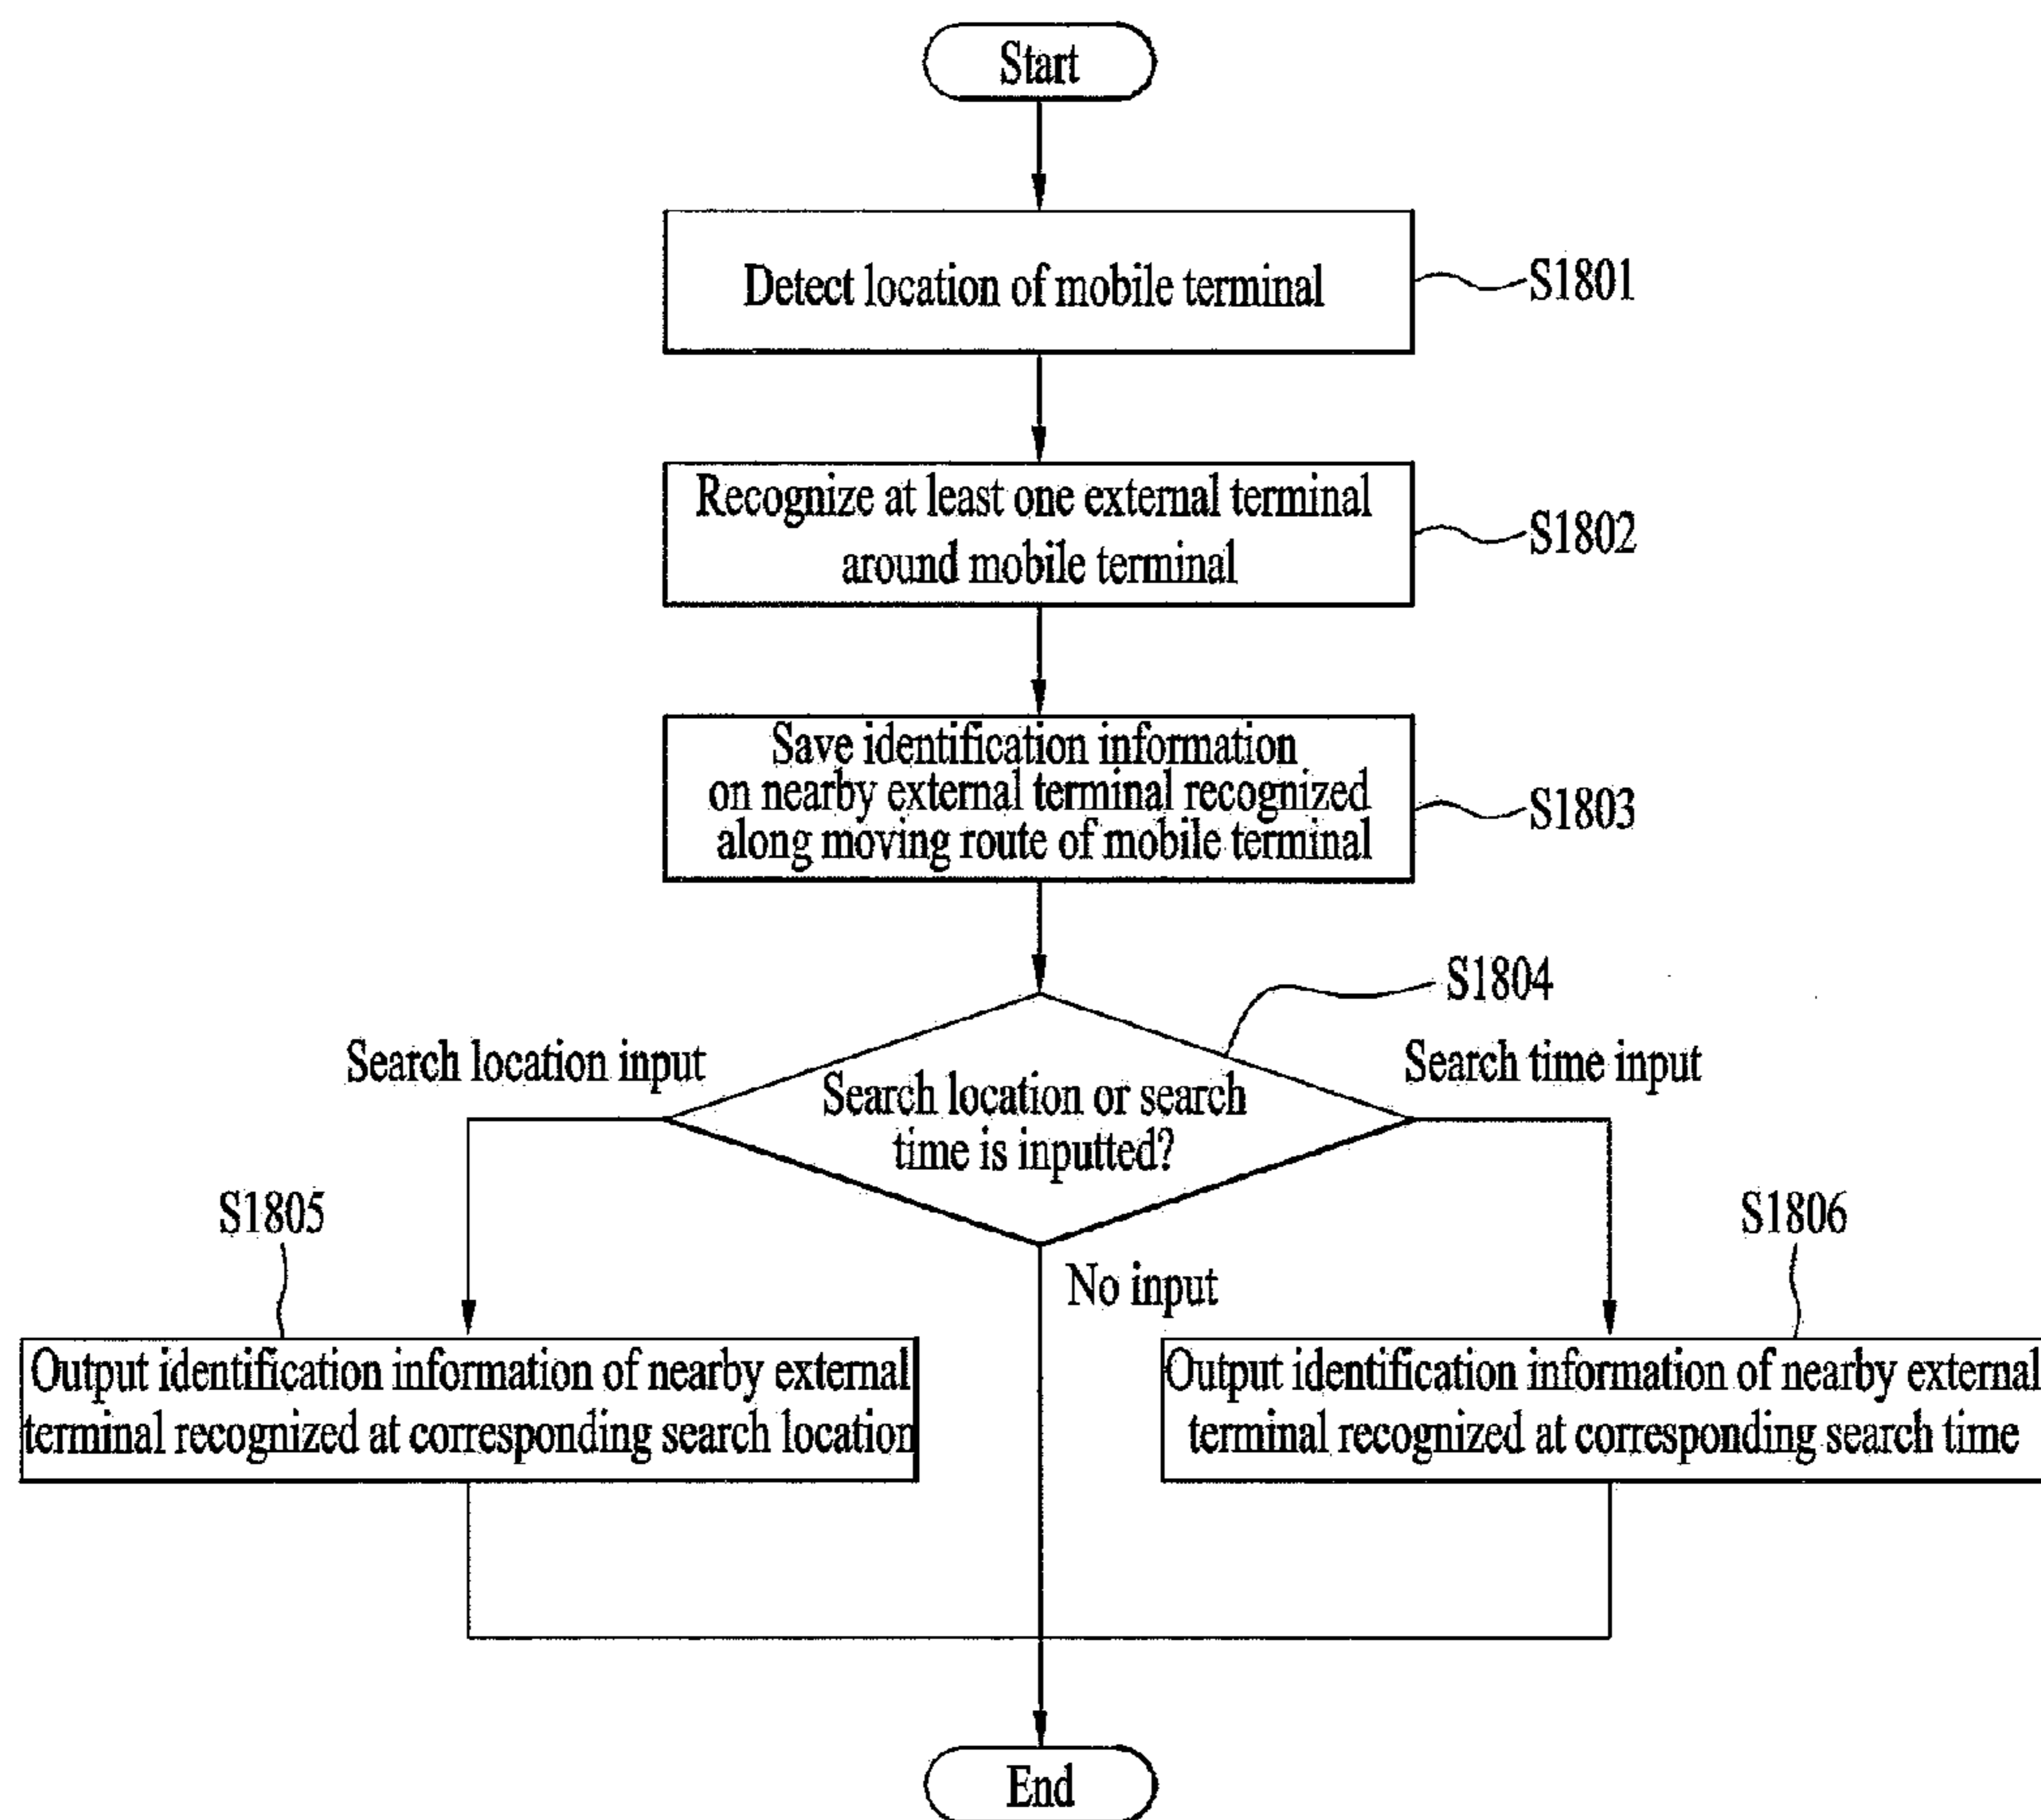 Start
Detect location of mobile terminal
S1801
Recognize at least one external terminal
around mobile terminal
S1802
Save identification information
on nearby external terminal recognized
along moving route of mobile terminal
S1803
S1804
Search location input
Search time input
Search location or search
time is inputted?
S1805
S1806
No input
Output identification information of nearby external
terminal recognized at corresponding search location
Output identification information of nearby external
terminal recognized at corresponding search time
End